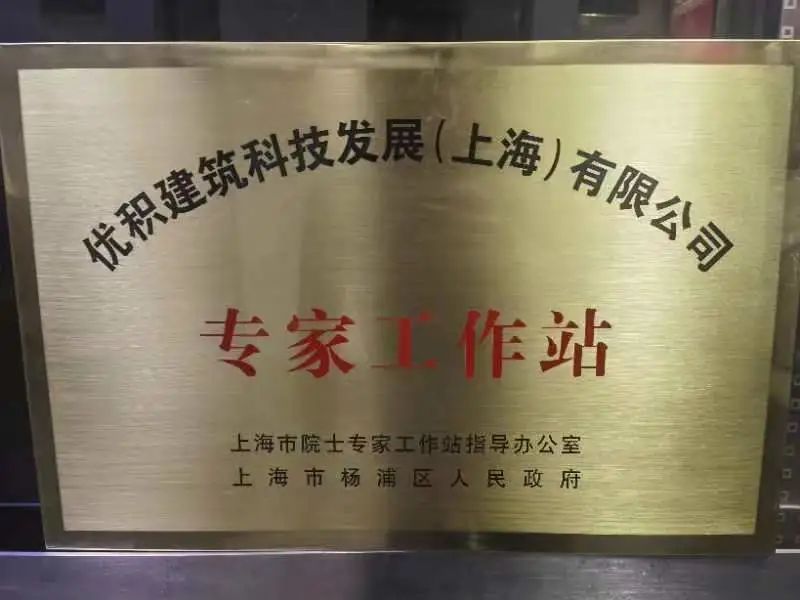 优积建筑科技发展(上海)有限公司
专家工作站
上海市院士专家工作站指导办公室
上海市杨浦区人民政府